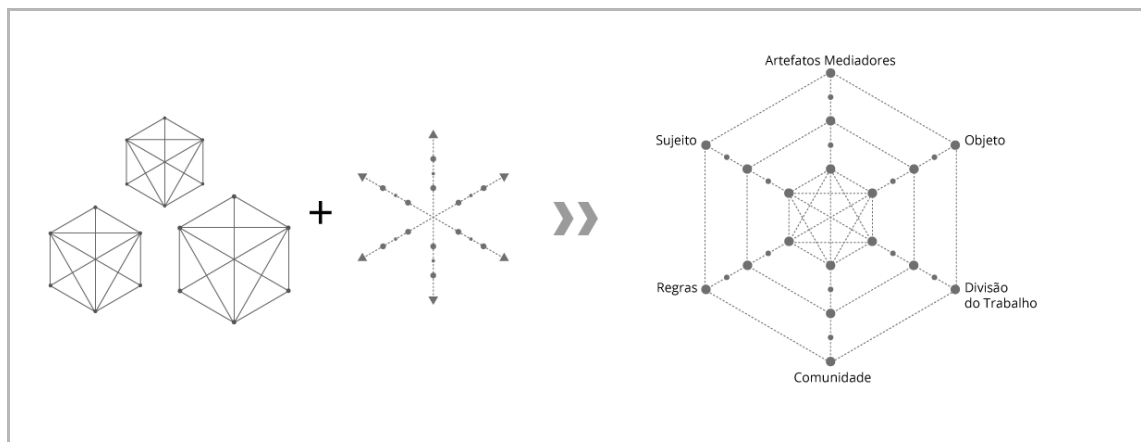 Artefatos Mediadores
Sujeito
Objeto
+
Regras
Divisão
do Trabalho
Comunidade